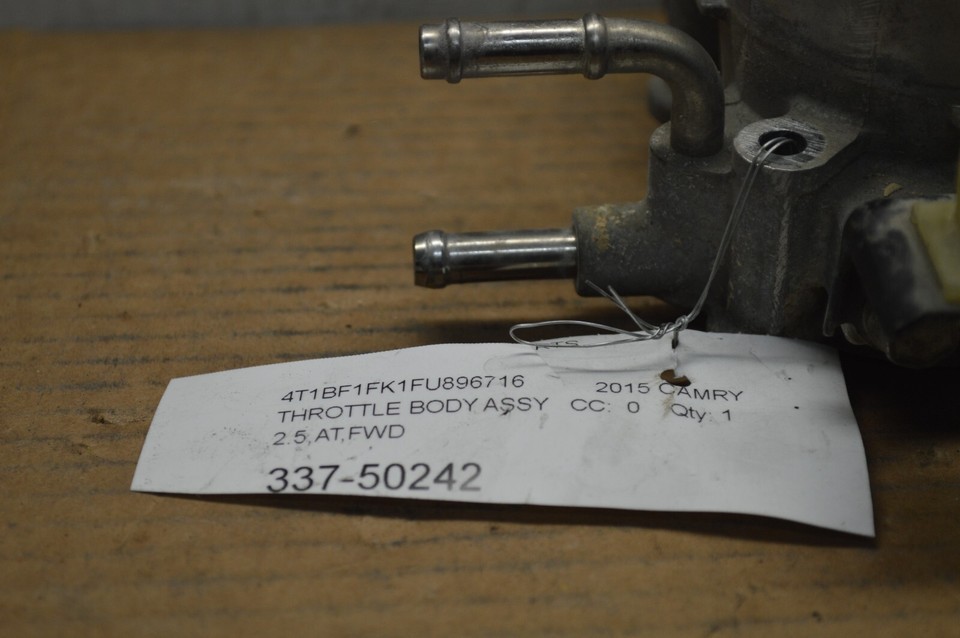 4T1BF1FK1FU896716 2015 CAMRY
THROTTLE BODY ASSY CC: 0 Qty: 1
2.5,AT,FWD
337-50242